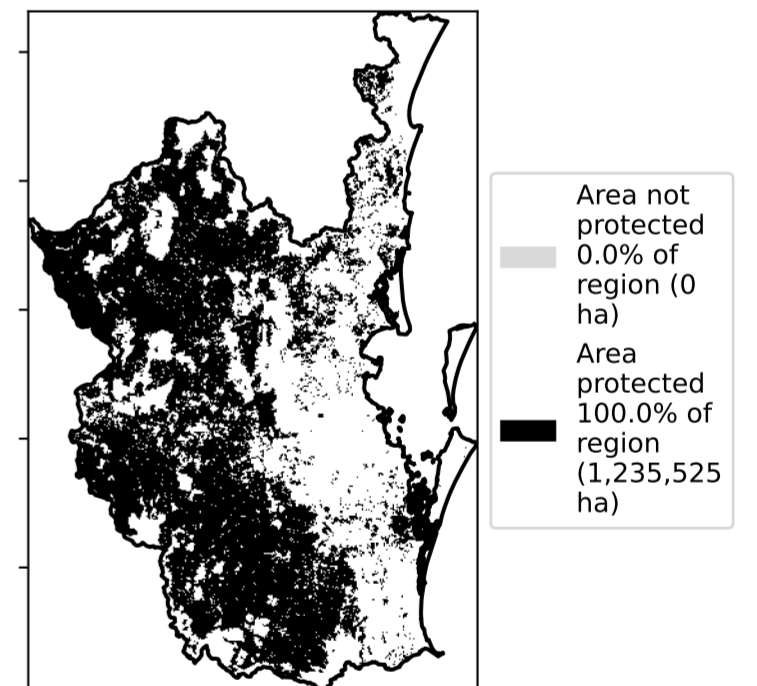 Area not
protected
0.0% of
region (0
ha)
Area
protected
100.0% of
region
(1,235,525
ha)